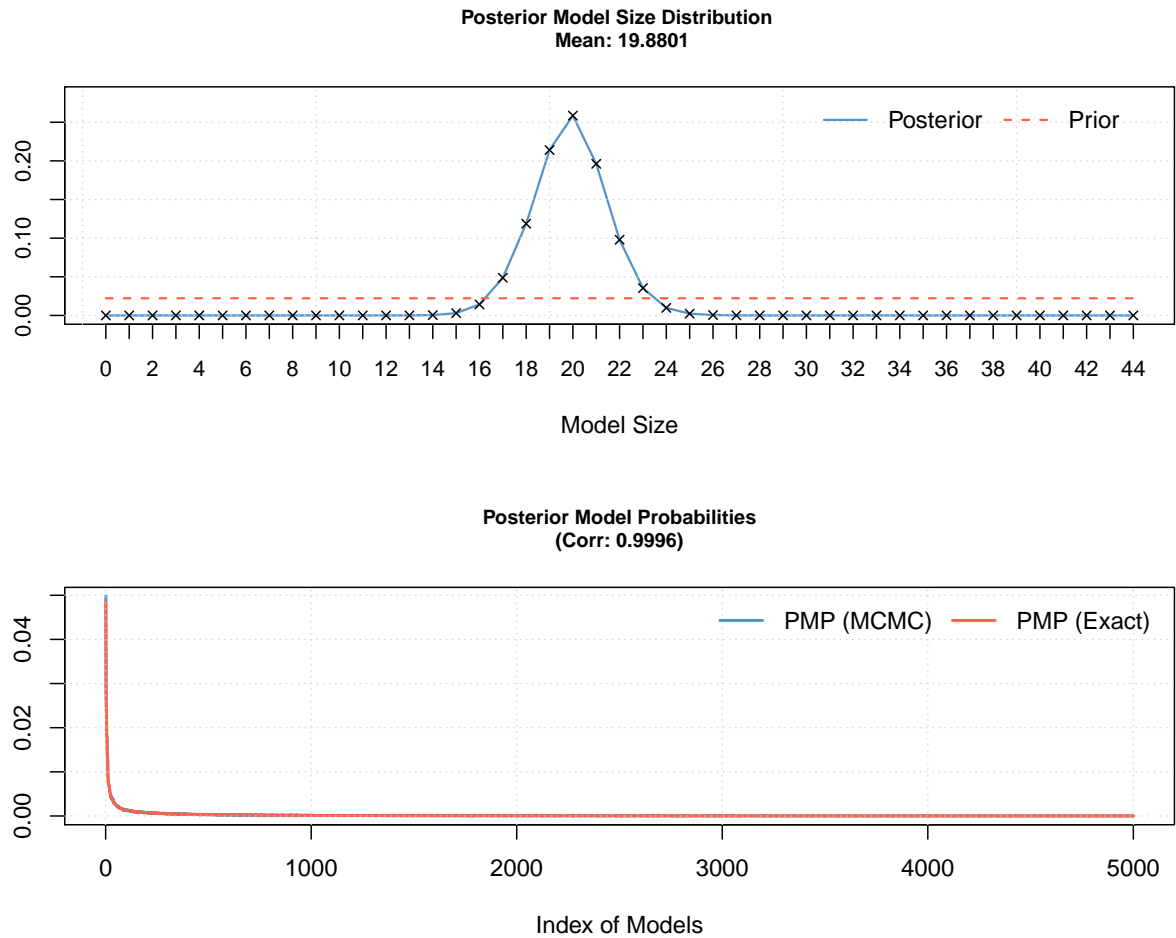 Posterior Model Size Distribution
Mean: 19.8801
Posterior Prior
0.20
0.10
0.00
0 2 4 6 8 10 12 14 16 18 20 22 24 26 28 30 32 34 36 38 40 42 44
Model Size
Posterior Model Probabilities
(Corr: 0.9996)
PMP (MCMC) PMP (Exact)
0.04
0.02
0.00
0 1000 2000 3000 4000 5000
Index of Models